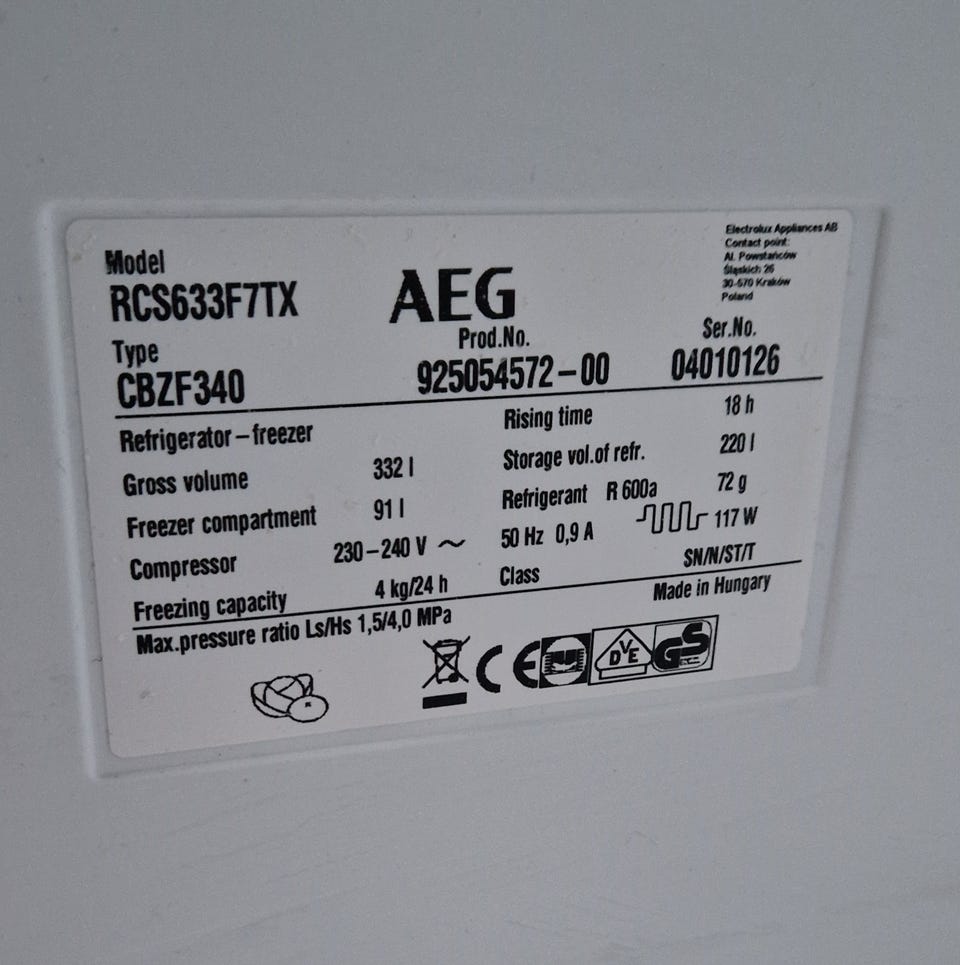 Model
RCS633F7TX
AEG
Electrolux Appliances AB
Contact point:
Al. Powstańców
Śląskich 26
30-570 Kraków
Poland
Type
CBZF340
Prod.No.
925054572-00
Ser.No.
04010126
Refrigerator-freezer
Rising time 18 h
Gross volume 332 l
Storage vol.of refr. 220 l
Freezer compartment 91 l
Refrigerant R 600a 72 g
Compressor 230-240 V ~ 50 Hz 0,9 A 117 W
Freezing capacity 4 kg/24 h
Class SN/N/ST/T
Max.pressure ratio Ls/Hs 1,5/4,0 MPa
Made in Hungary
CE
DVE
GS